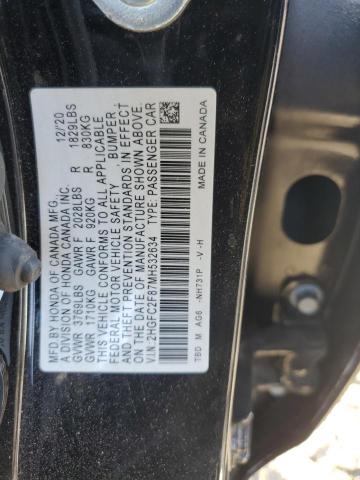 MFD. BY HONDA OF CANADA MFG. 12/'20
A DIVISION OF HONDA CANADA INC.
GVWR 3769LBS GAWR F 2028LBS R 1829LBS
GVWR 1710KG GAWR F 920KG R 830KG
THIS VEHICLE CONFORMS TO ALL APPLICABLE
FEDERAL MOTOR VEHICLE SAFETY, BUMPER,
AND THEFT PREVENTION STANDARDS IN EFFECT
ON THE DATE OF MANUFACTURE SHOWN ABOVE.
V.I.N.: 2HGFC2F87MH532634 TYPE: PASSENGER CAR
TBD M AG6 -NH731P -V -H MADE IN CANADA